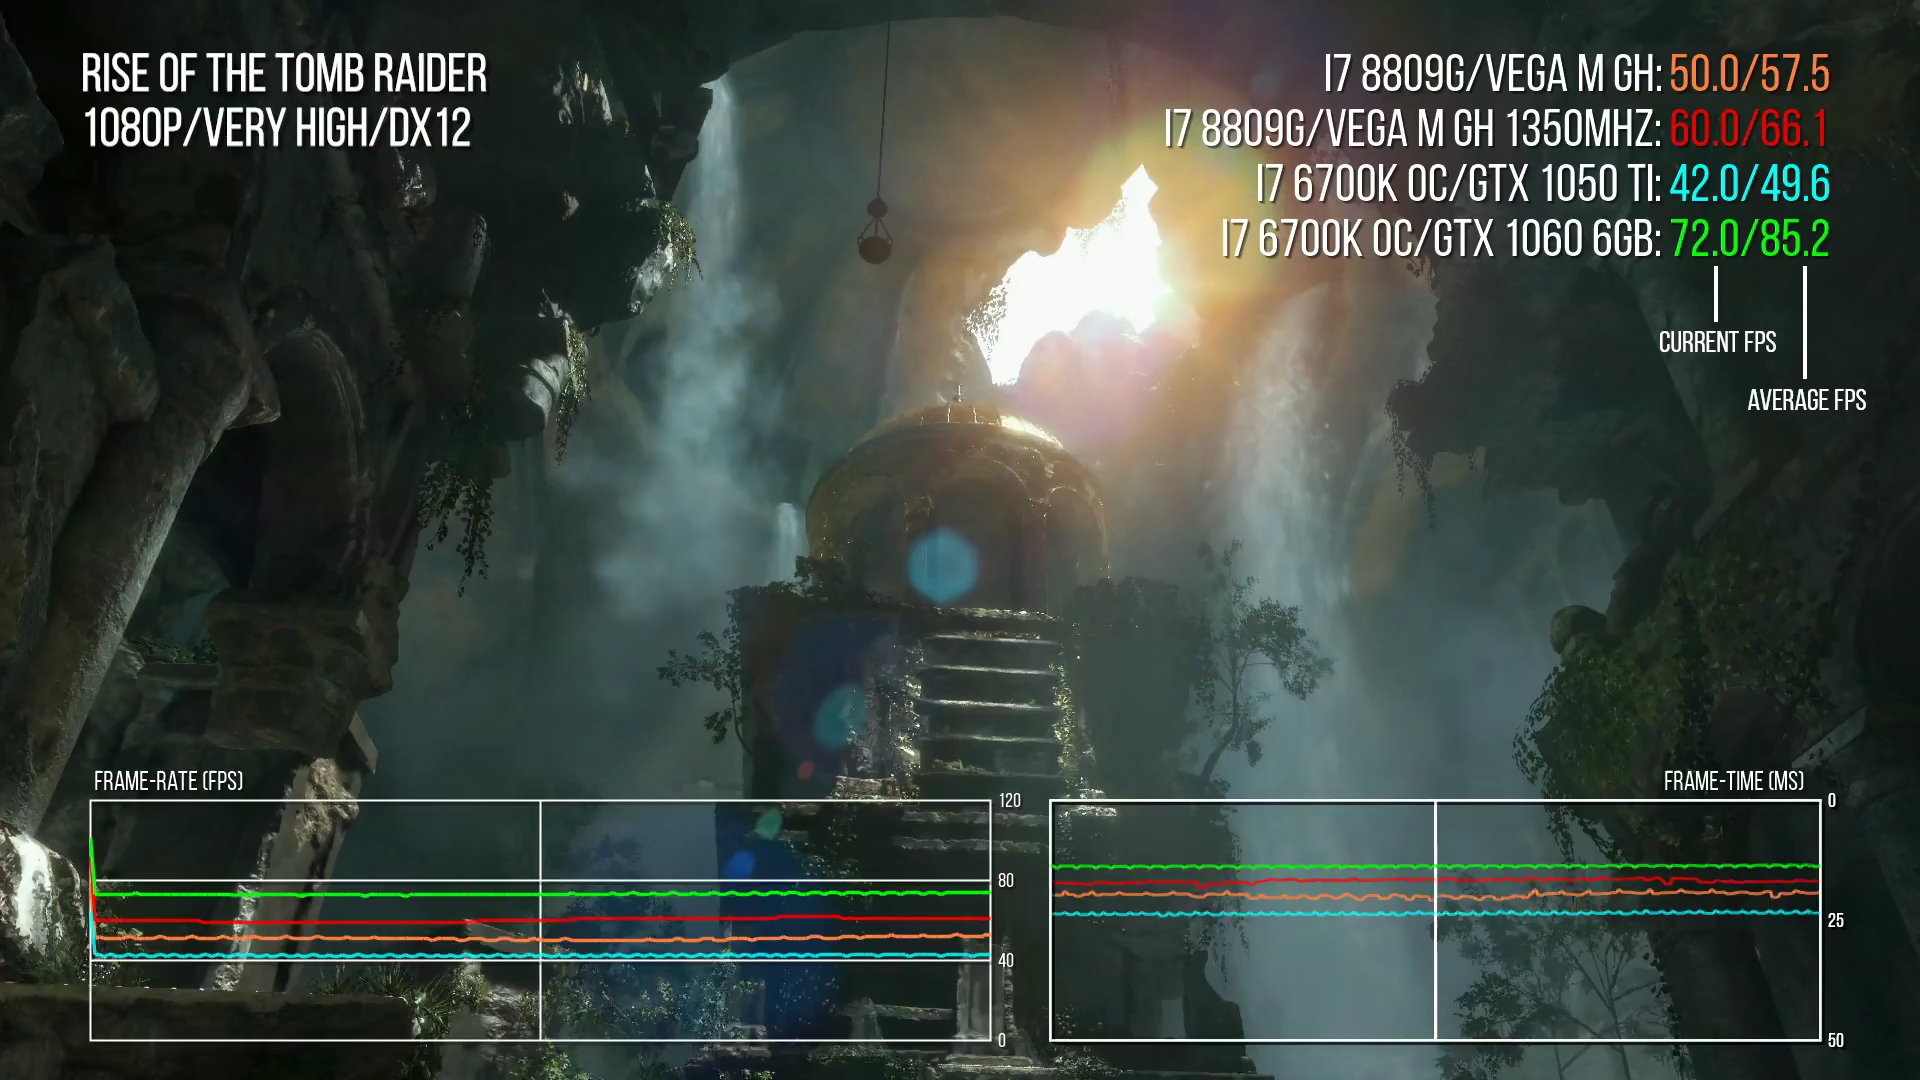 RISE OF THE TOMB RAIDER
1080P/VERY HIGH/DX12
I7 8809G/VEGA M GH: 50.0/57.5
I7 8809G/VEGA M GH 1350MHZ: 60.0/66.1
I7 6700K OC/GTX 1050 TI: 42.0/49.6
I7 6700K OC/GTX 1060 6GB: 72.0/85.2
CURRENT FPS
AVERAGE FPS
FRAME-RATE (FPS)
120
80
40
0
FRAME-TIME (MS)
0
25
50